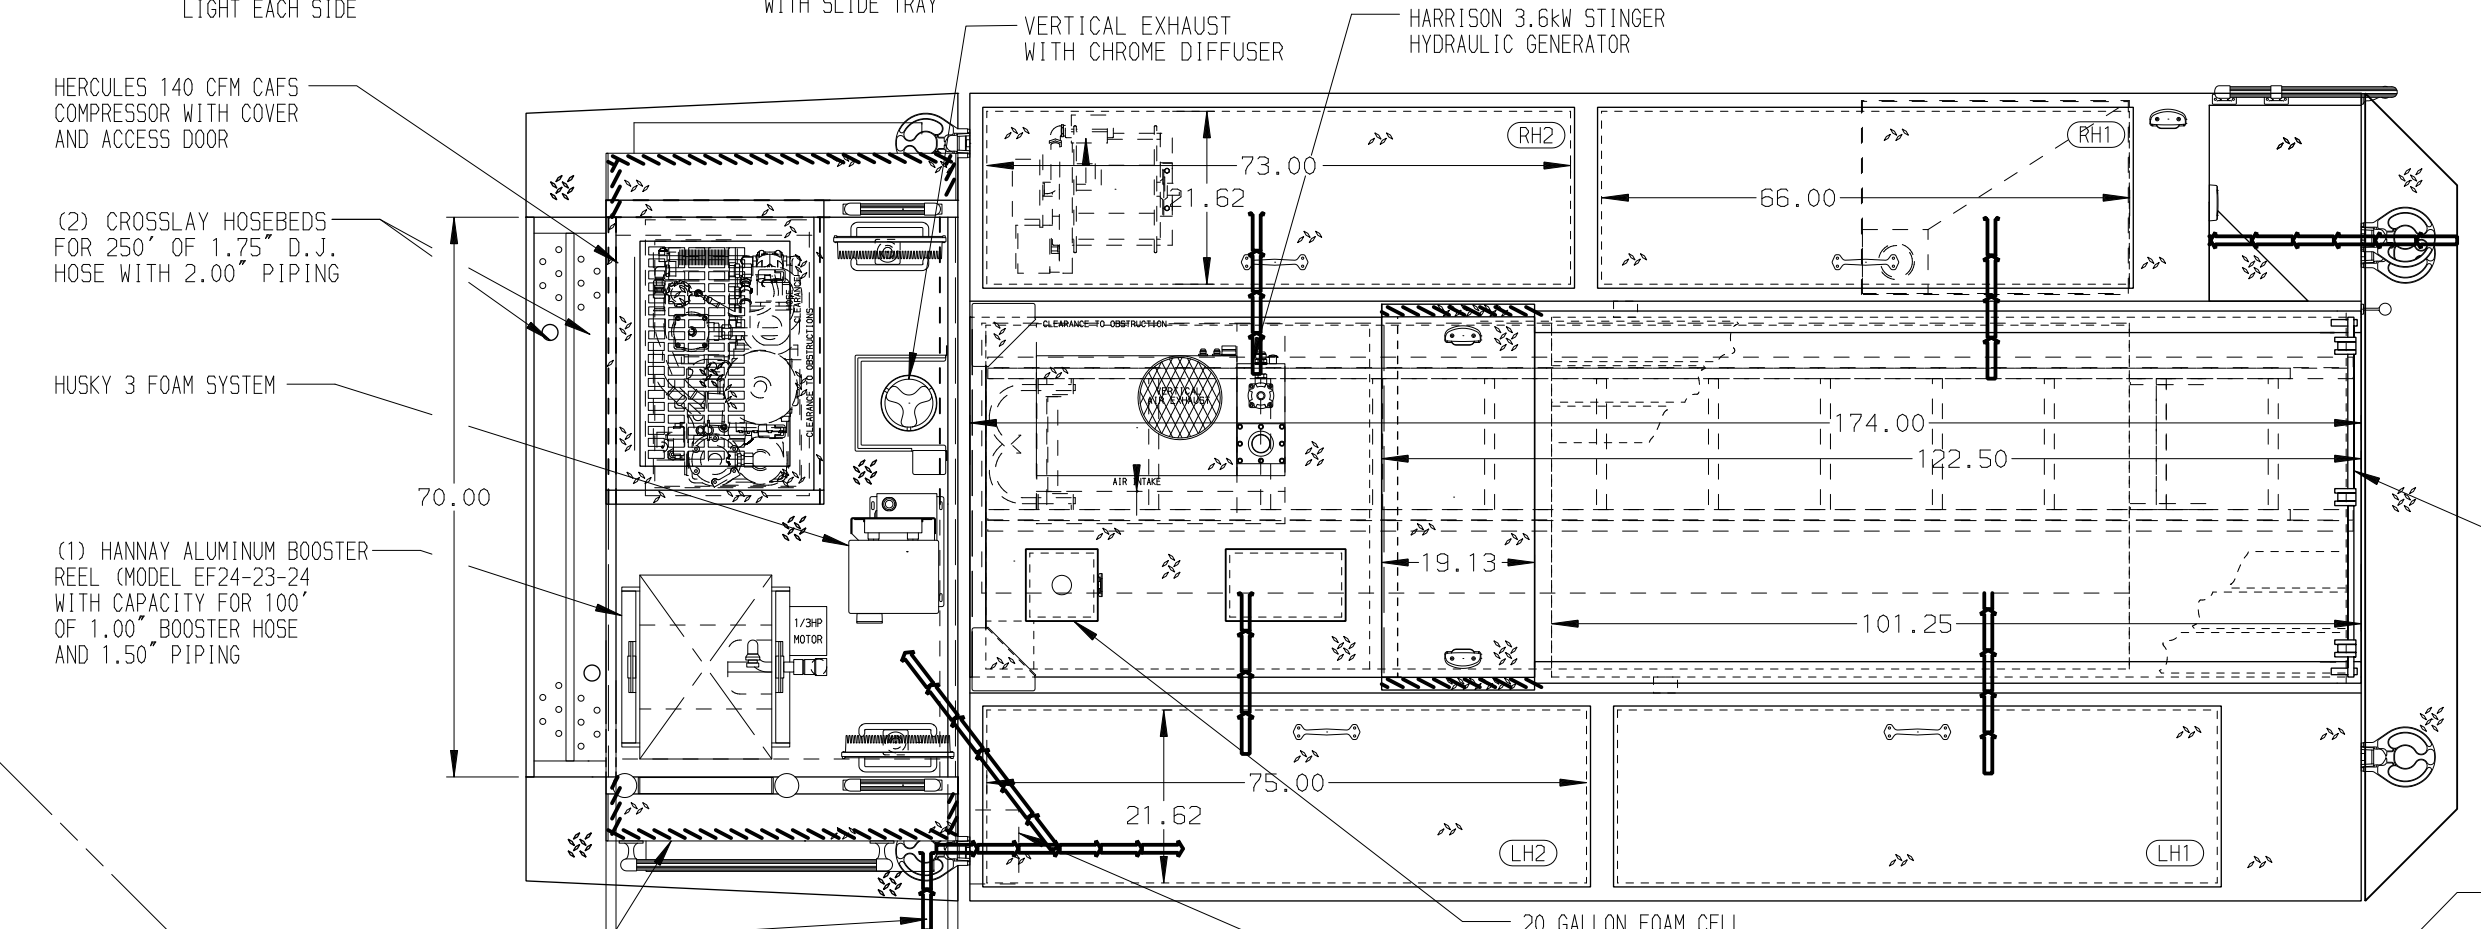 LIGHT EACH SIDE
WITH SLIDE TRAY
VERTICAL EXHAUST
WITH CHROME DIFFUSER
HARRISON 3.6kW STINGER
HYDRAULIC GENERATOR
HERCULES 140 CFM CAFS
COMPRESSOR WITH COVER
AND ACCESS DOOR
(2) CROSSLAY HOSEBEDS
FOR 250' OF 1.75" D.J.
HOSE WITH 2.00" PIPING
HUSKY 3 FOAM SYSTEM
70.00
(1) HANNAY ALUMINUM BOOSTER
REEL (MODEL EF24-23-24
WITH CAPACITY FOR 100'
OF 1.00" BOOSTER HOSE
AND 1.50" PIPING
CLEARANCE
CLEARANCE TO OBSTRUCTIONS
1/3HP
MOTOR
RH2
73.00
21.62
RH1
66.00
CLEARANCE TO OBSTRUCTION
VERTICAL
AIR EXHAUST
AIR INTAKE
174.00
122.50
19.13
101.25
75.00
21.62
LH2
LH1
20 GALLON FOAM CELL